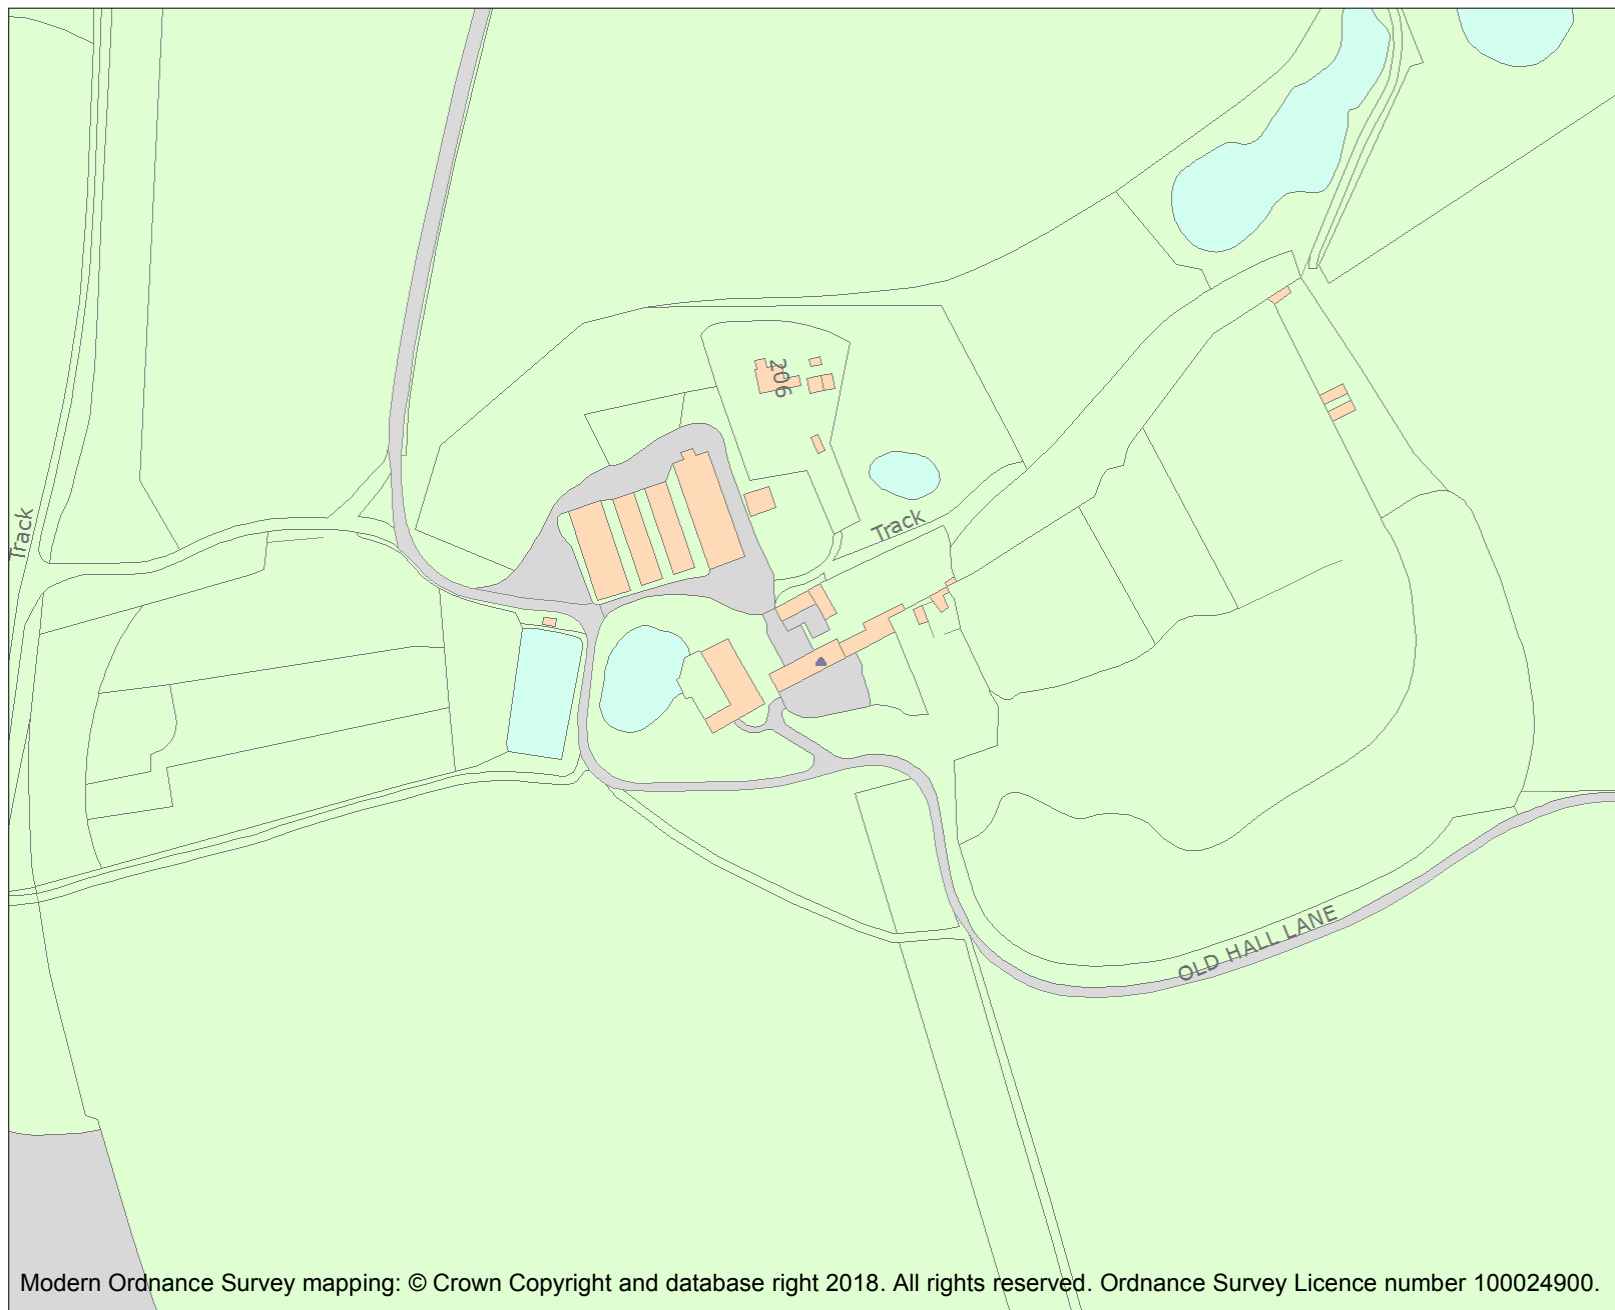 206
Track
Track
OLD HALL LANE
Modern Ordnance Survey mapping: © Crown Copyright and database right 2018. All rights reserved. Ordnance Survey Licence number 100024900.